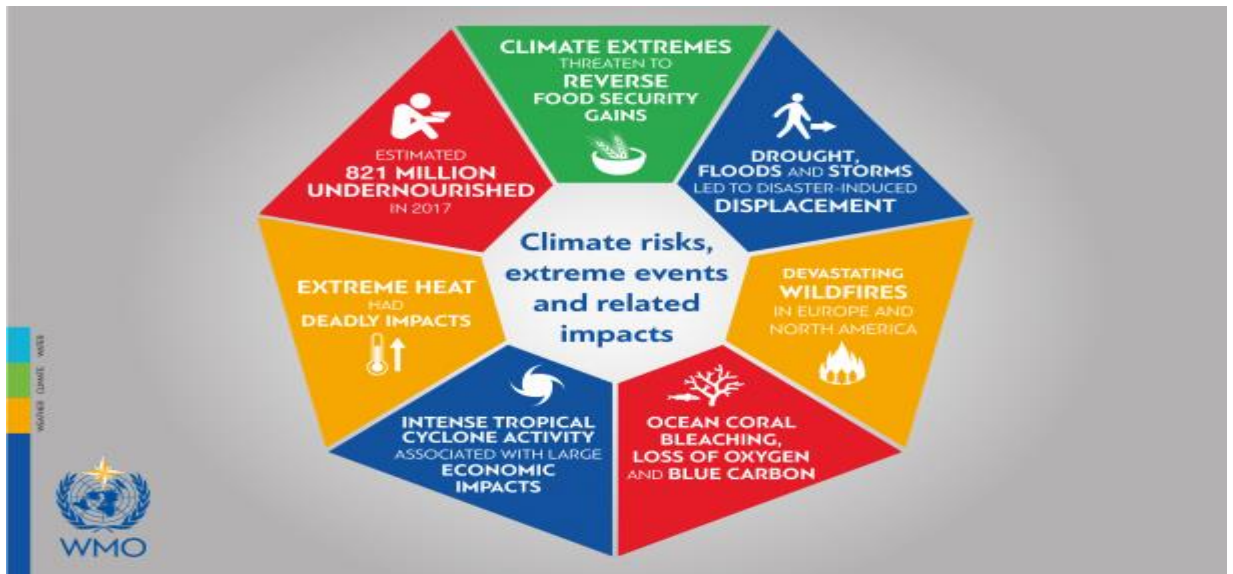 CLIMATE EXTREMES
THREATEN TO
REVERSE
FOOD SECURITY
GAINS
DROUGHT,
FLOODS AND STORMS
LED TO DISASTER-INDUCED
DISPLACEMENT
DEVASTATING
WILDFIRES
IN EUROPE AND
NORTH AMERICA
OCEAN CORAL
BLEACHING,
LOSS OF OXYGEN
AND BLUE CARBON
INTENSE TROPICAL
CYCLONE ACTIVITY
ASSOCIATED WITH LARGE
ECONOMIC
IMPACTS
EXTREME HEAT
HAD
DEADLY IMPACTS
ESTIMATED
821 MILLION
UNDERNOURISHED
IN 2017
Climate risks,
extreme events
and related
impacts
WEATHER CLIMATE WATER
WMO